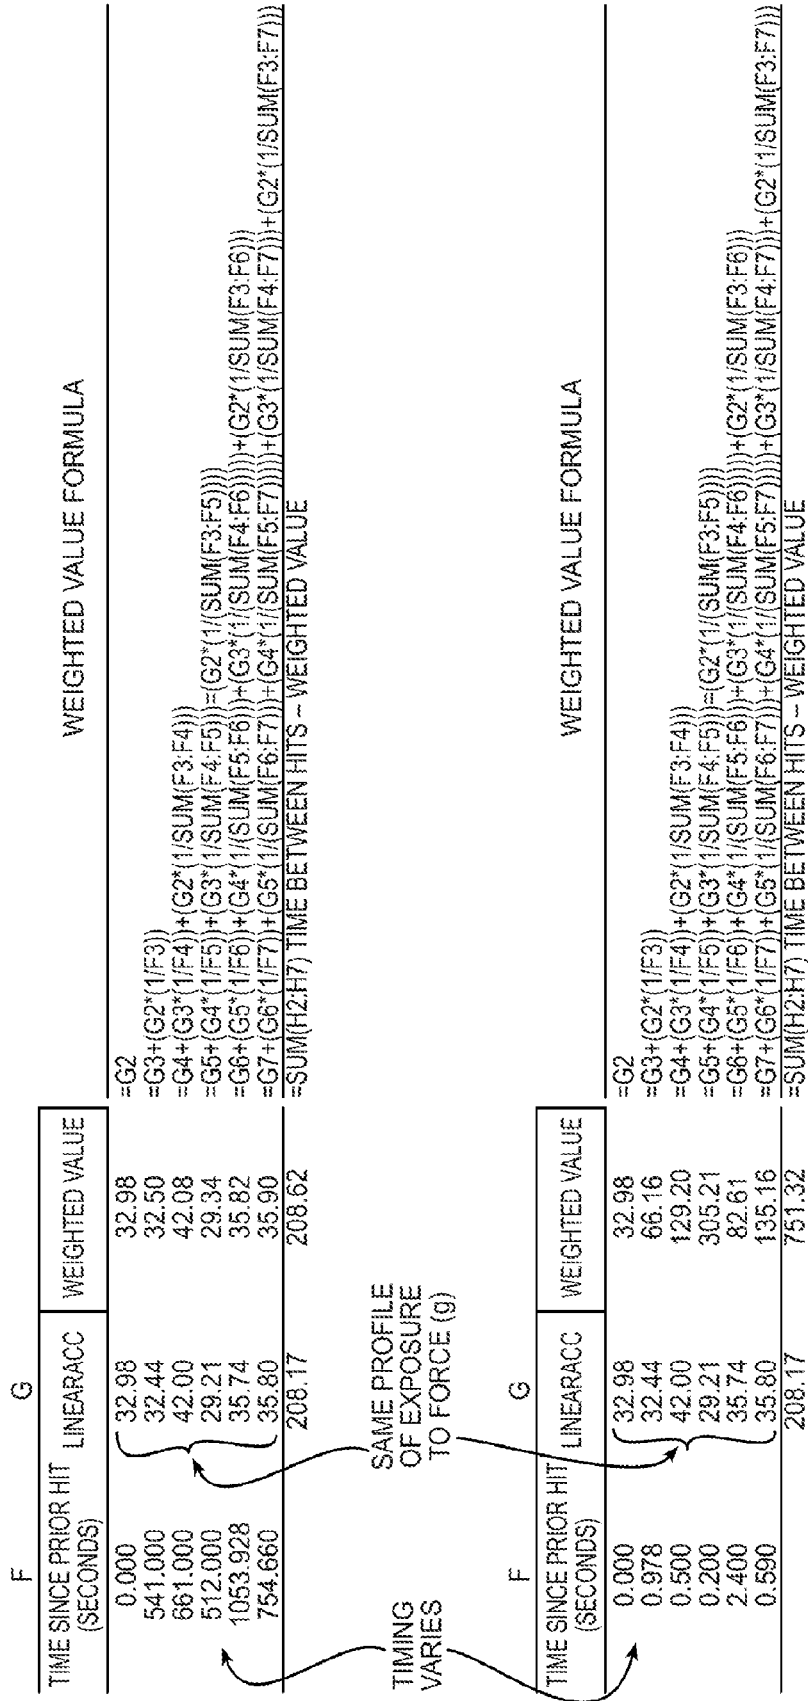 F G
TIME SINCE PRIOR HIT (SECONDS) LINEARACC WEIGHTED VALUE WEIGHTED VALUE FORMULA
0.000 32.98 32.98 =G2
541.000 32.44 32.50 =G3+(G2*(1/F3))
661.000 42.00 42.08 =G4+(G3*(1/F4))+(G2*(1/SUM(F3:F4)))
512.000 29.21 29.34 =G5+(G4*(1/F5))+(G3*(1/SUM(F4:F5)))=(G2*(1/(SUM(F3:F5))))
1053.928 35.74 35.82 =G6+(G5*(1/F6))+(G4*(1/(SUM(F5:F6)))+(G3*(1/(SUM(F4:F6)))))+(G2*(1/(SUM(F3:F6)))
754.660 35.80 35.90 =G7+(G6*(1/F7))+(G5*(1/(SUM(F6:F7)))+(G4*(1/(SUM(F5:F7)))))+(G3*(1/(SUM(F4:F7)))+(G2*(1/SUM(F3:F7)))
208.17 208.62 =SUM(H2:H7) TIME BETWEEN HITS – WEIGHTED VALUE
TIMING
VARIES
SAME PROFILE
OF EXPOSURE
TO FORCE (g)
F G
TIME SINCE PRIOR HIT (SECONDS) LINEARACC WEIGHTED VALUE WEIGHTED VALUE FORMULA
0.000 32.98 32.98 =G2
0.978 32.44 66.16 =G3+(G2*(1/F3))
0.500 42.00 129.20 =G4+(G3*(1/F4))+(G2*(1/SUM(F3:F4)))
0.200 29.21 305.21 =G5+(G4*(1/F5))+(G3*(1/SUM(F4:F5)))=(G2*(1/(SUM(F3:F5))))
2.400 35.74 82.61 =G6+(G5*(1/F6))+(G4*(1/(SUM(F5:F6)))+(G3*(1/(SUM(F4:F6)))))+(G2*(1/(SUM(F3:F6)))
0.590 35.80 135.16 =G7+(G6*(1/F7))+(G5*(1/(SUM(F6:F7)))+(G4*(1/(SUM(F5:F7)))))+(G3*(1/(SUM(F4:F7)))+(G2*(1/SUM(F3:F7)))
208.17 751.32 =SUM(H2:H7) TIME BETWEEN HITS – WEIGHTED VALUE